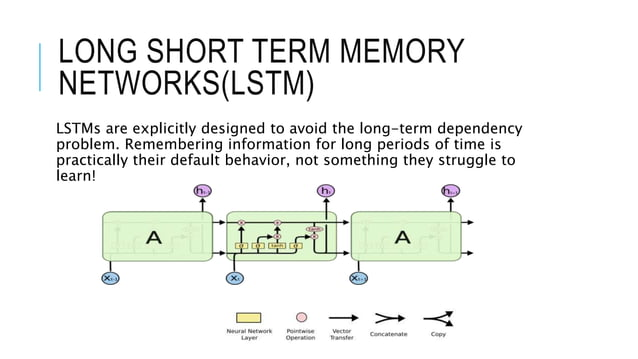 LONG SHORT TERM MEMORY
NETWORKS(LSTM)
LSTMs are explicitly designed to avoid the long-term dependency
problem. Remembering information for long periods of time is
practically their default behavior, not something they struggle to
learn!
A
tanh
A
Neural Network
Layer
Pointwise
Operation
Vector
Transfer
Concatenate
Copy